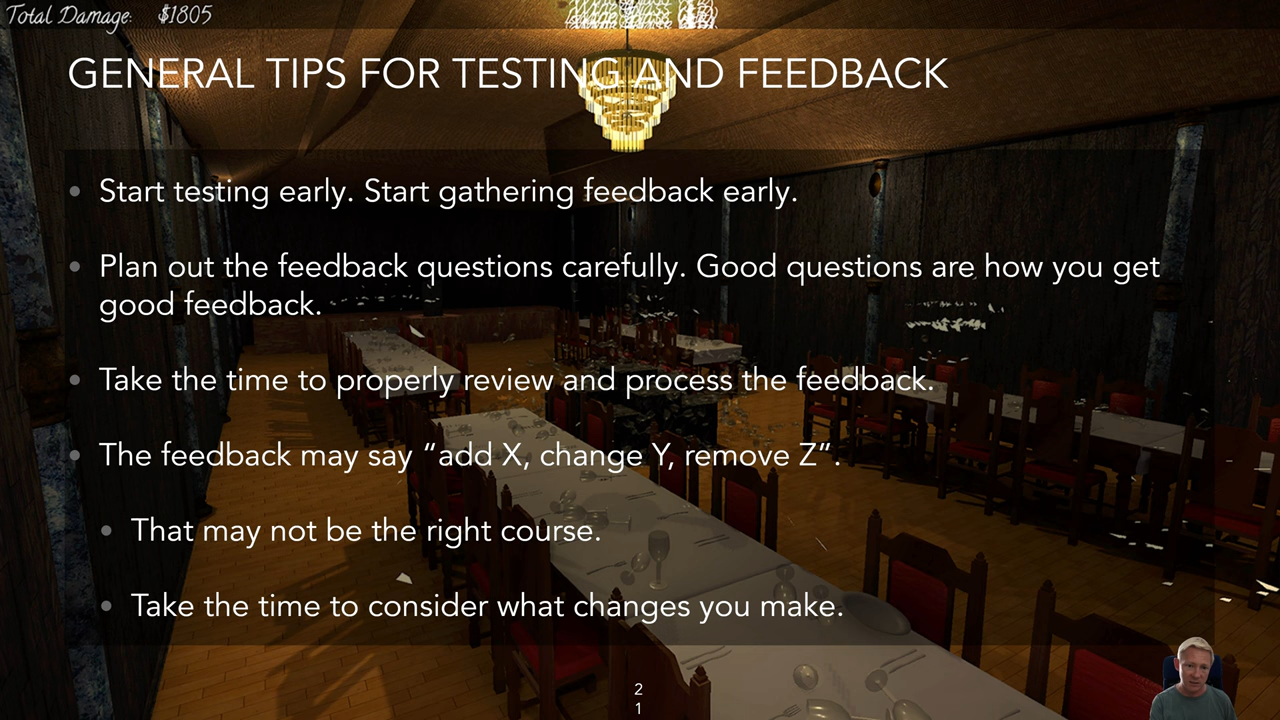 Total Damage: $1805
GENERAL TIPS FOR TESTING AND FEEDBACK
• Start testing early. Start gathering feedback early.
• Plan out the feedback questions carefully. Good questions are how you get
good feedback.
• Take the time to properly review and process the feedback.
• The feedback may say “add X, change Y, remove Z”.
• That may not be the right course.
• Take the time to consider what changes you make.
2
1